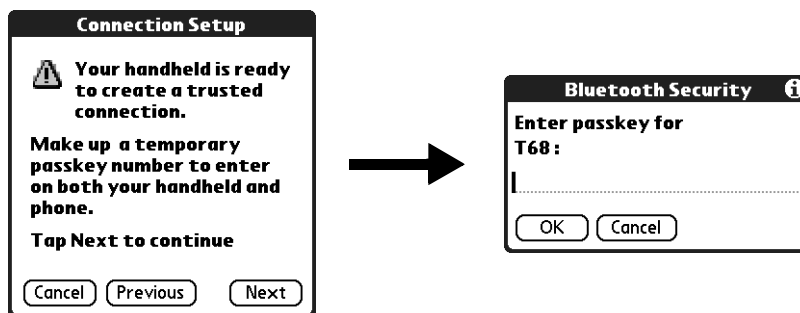 Connection Setup
Your handheld is ready
to create a trusted
connection.
Make up a temporary
passkey number to enter
on both your handheld and
phone.
Tap Next to continue
Cancel Previous Next
Bluetooth Security i
Enter passkey for
T68:
OK Cancel